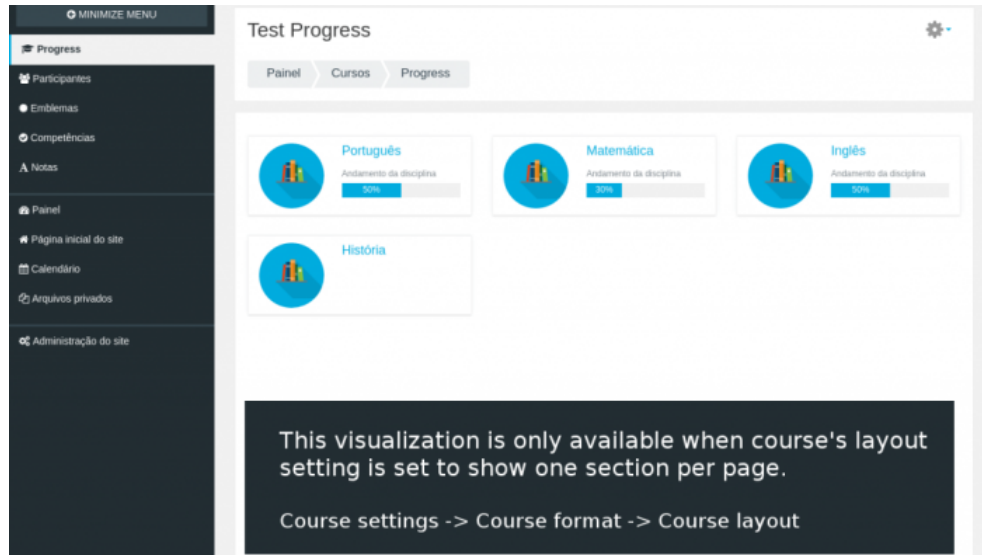 MINIMIZE MENU
Progress
Participantes
Emblemas
Competências
Notas
Painel
Página inicial do site
Calendário
Arquivos privados
Administração do site
Test Progress
Painel Cursos Progress
Português
Andamento da disciplina
50%
Matemática
Andamento da disciplina
30%
Inglês
Andamento da disciplina
50%
História
This visualization is only available when course's layout
setting is set to show one section per page.
Course settings -> Course format -> Course layout